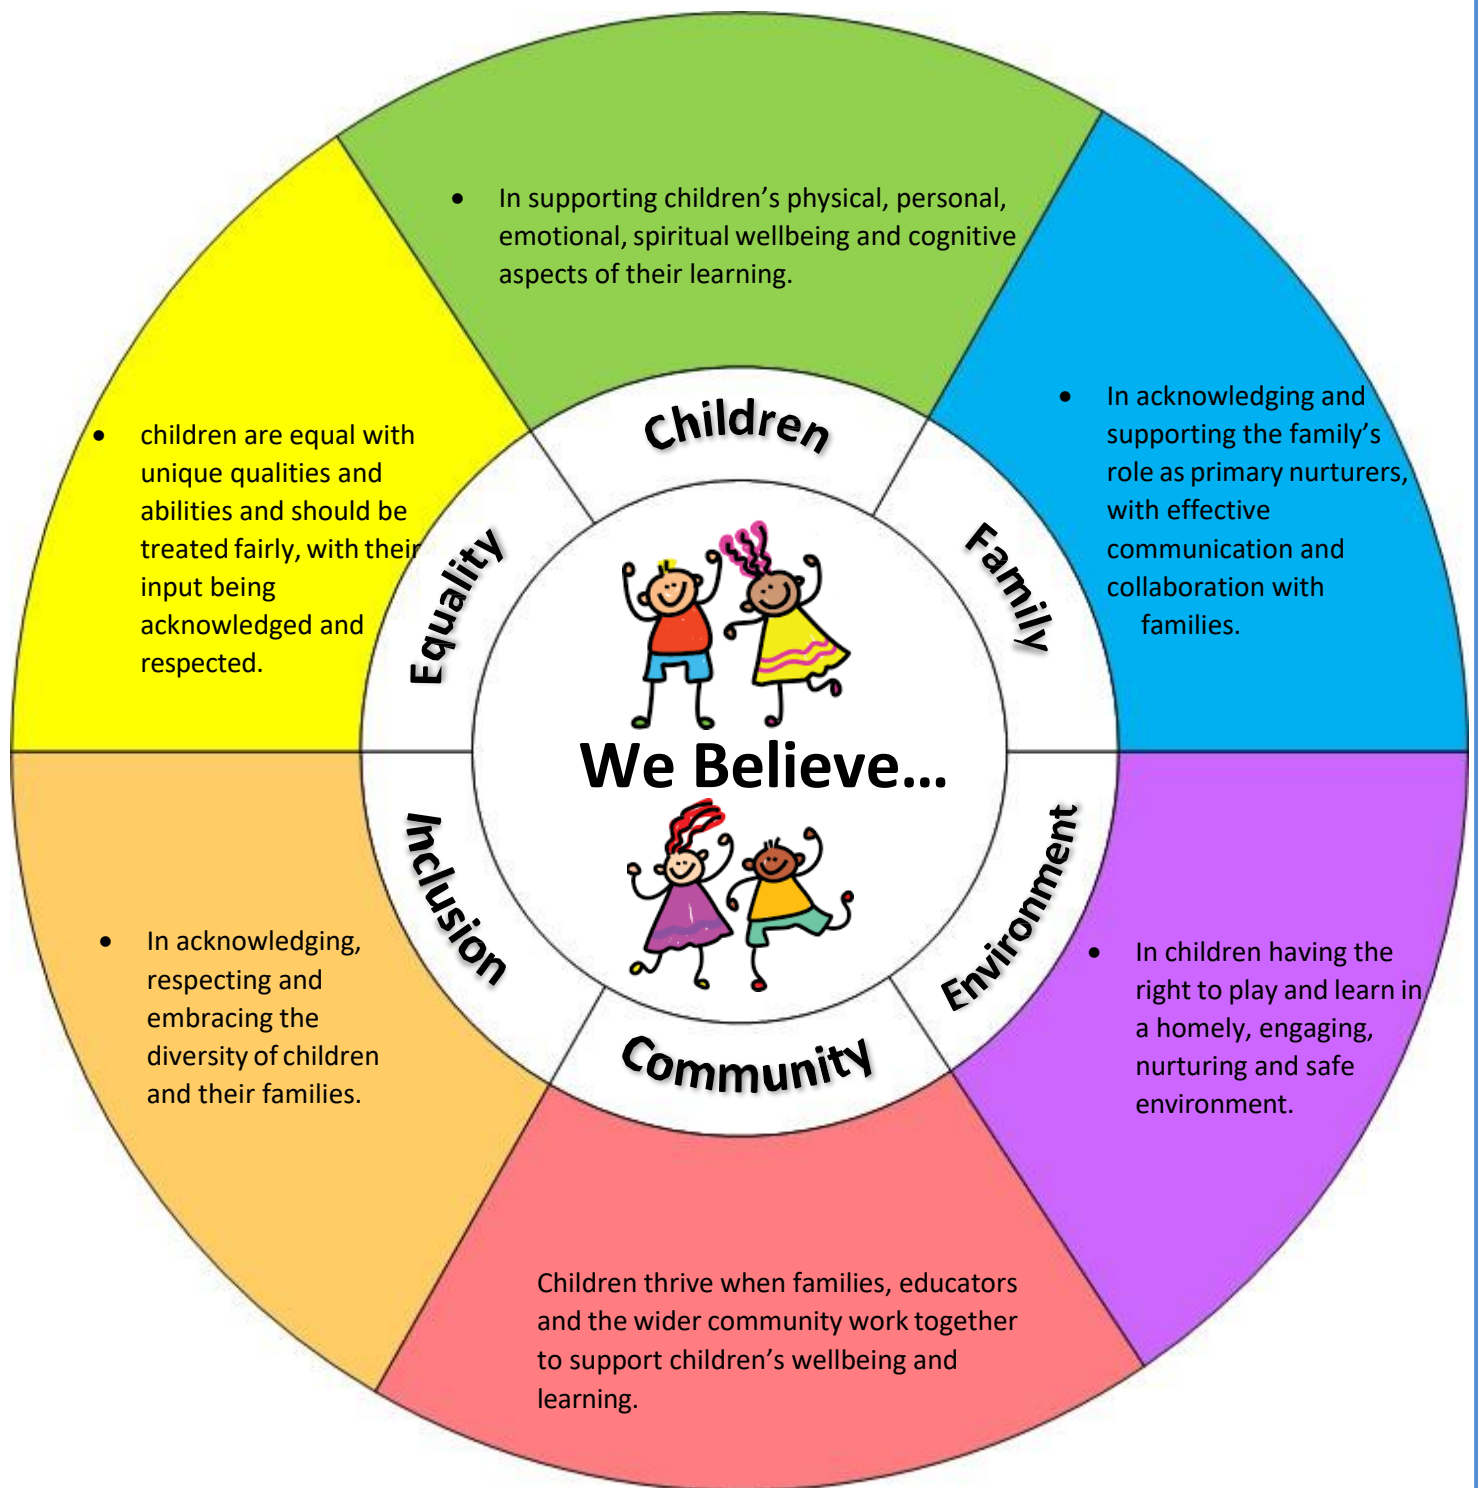 Children
• In supporting children’s physical, personal,
emotional, spiritual wellbeing and cognitive
aspects of their learning.
Family
• In acknowledging and
supporting the family’s
role as primary nurturers,
with effective
communication and
collaboration with
families.
Environment
• In children having the
right to play and learn in
a homely, engaging,
nurturing and safe
environment.
Community
Children thrive when families, educators
and the wider community work together
to support children’s wellbeing and
learning.
Inclusion
• In acknowledging,
respecting and
embracing the
diversity of children
and their families.
Equality
• children are equal with
unique qualities and
abilities and should be
treated fairly, with their
input being
acknowledged and
respected.
We Believe...